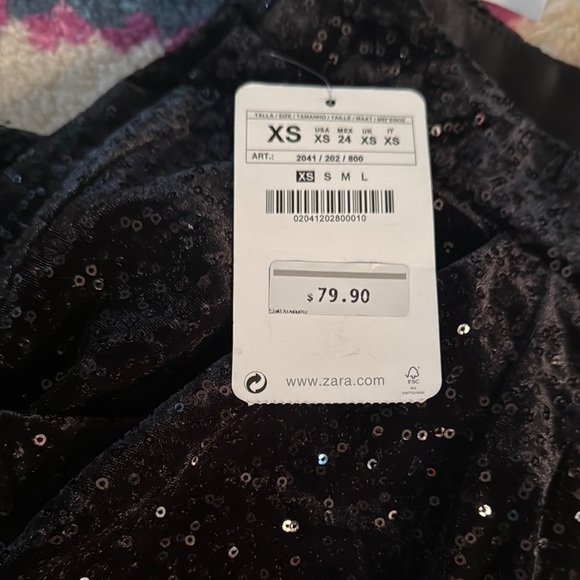 TALLA / SIZE / TAMANHO / TAILLE / MAAT /
XS USA XS MEX 24 UK XS IT XS
ART.: 2041 / 202 / 800
XS S M L
02041202800010
$ 79.90
www.zara.com
FSC